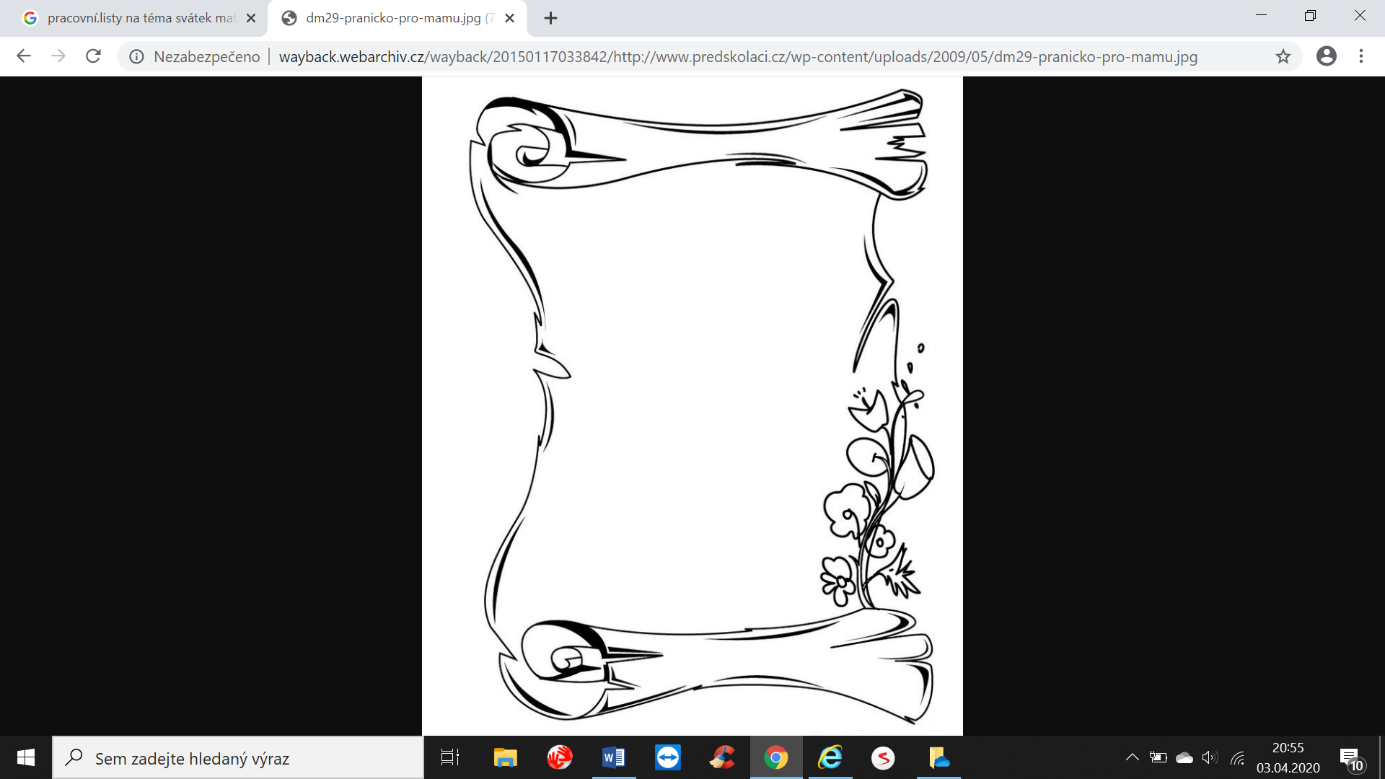 pracovní.listy na téma svátek mat
dm29-pranicko-pro-mamu.jpg (7
Nezabezpečeno
wayback.webarchiv.cz/wayback/20150117033842/http://www.predskolaci.cz/wp-content/uploads/2009/05/dm29-pranicko-pro-mamu.jpg
Sem zadejte hledaný výraz
20:55
03.04.2020
10